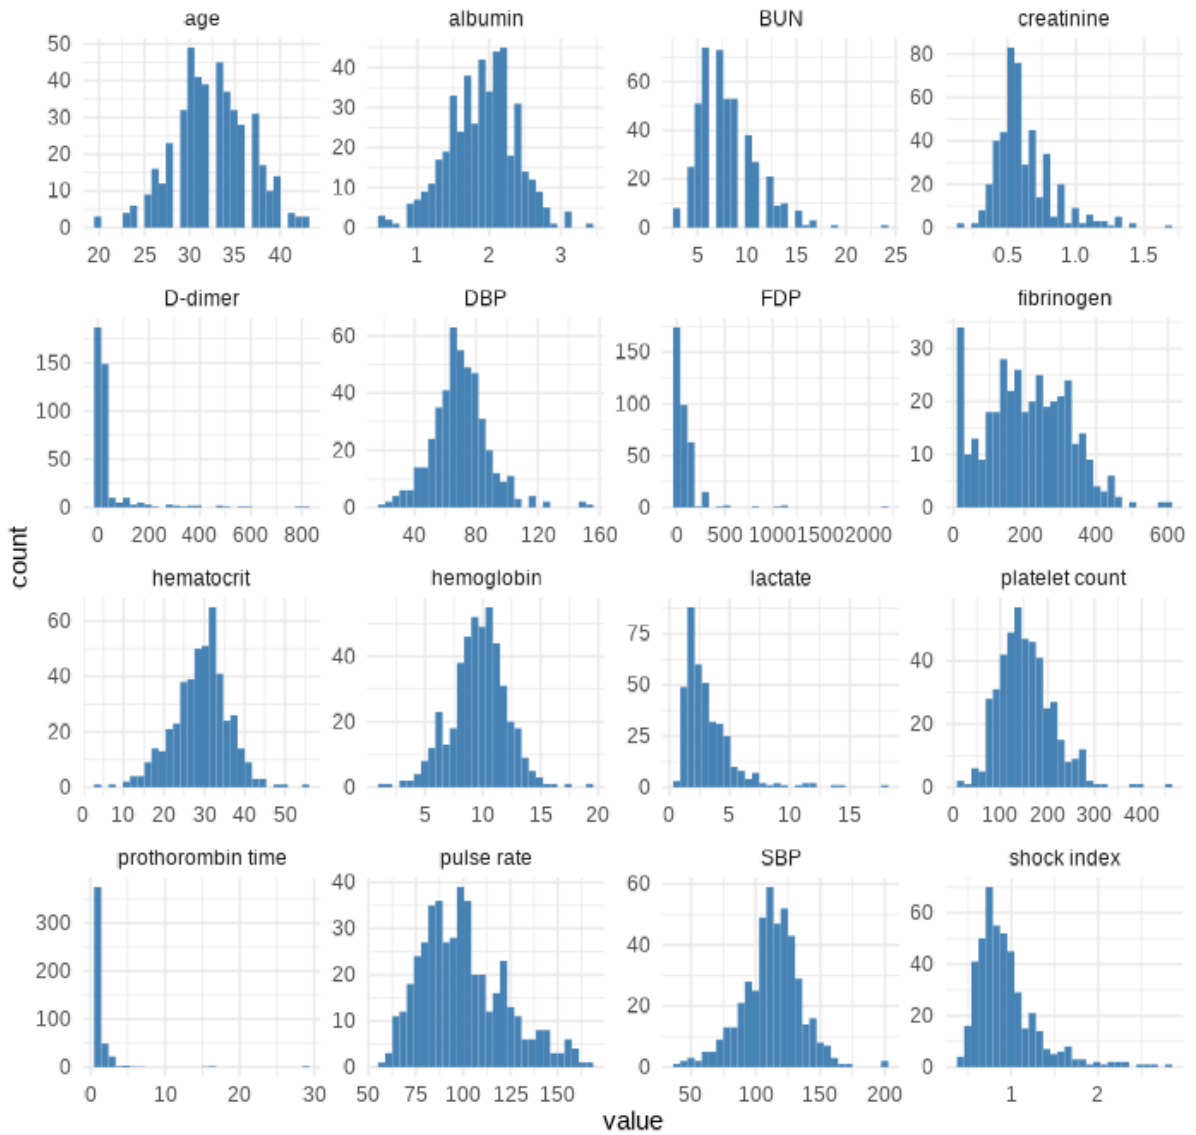 age albumin BUN creatinine
50 40 30 20 10 0
40 30 20 10 0
60 40 20 0
80 60 40 20 0
20 25 30 35 40
1 2 3
5 10 15 20 25
0.5 1.0 1.5
D-dimer DBP FDP fibrinogen
150 100 50 0
60 40 20 0
150 100 50 0
30 20 10 0
0 200 400 600 800
40 80 120 160
0 500 1000 1500 2000
0 200 400 600
count
hematocrit hemoglobin lactate platelet count
60 40 20 0
40 20 0
75 50 25 0
40 20 0
0 10 20 30 40 50
5 10 15 20
0 5 10 15
0 100 200 300 400
prothorombin time pulse rate SBP shock index
300 200 100 0
40 30 20 10 0
60 40 20 0
60 40 20 0
0 10 20 30
50 75 100 125 150
50 100 150 200
1 2
value